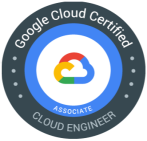 Google Cloud Certified
ASSOCIATE
CLOUD ENGINEER